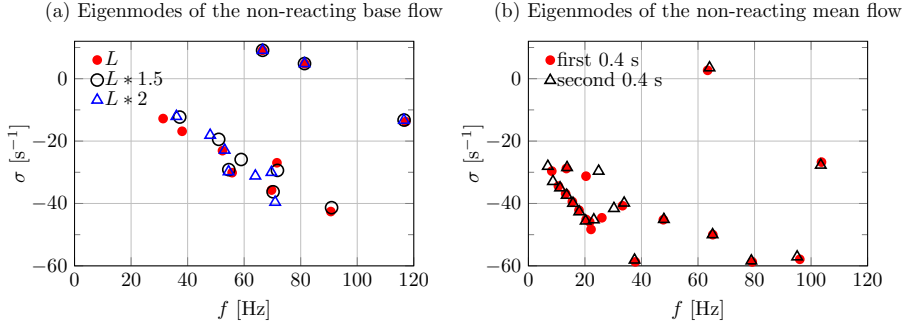 (a) Eigenmodes of the non-reacting base flow
L
L ∗ 1.5
L ∗ 2
0
−20
−40
−60
0 20 40 60 80 100 120
σ [s⁻¹]
f [Hz]
(b) Eigenmodes of the non-reacting mean flow
first 0.4 s
second 0.4 s
0
−20
−40
−60
0 20 40 60 80 100 120
σ [s⁻¹]
f [Hz]